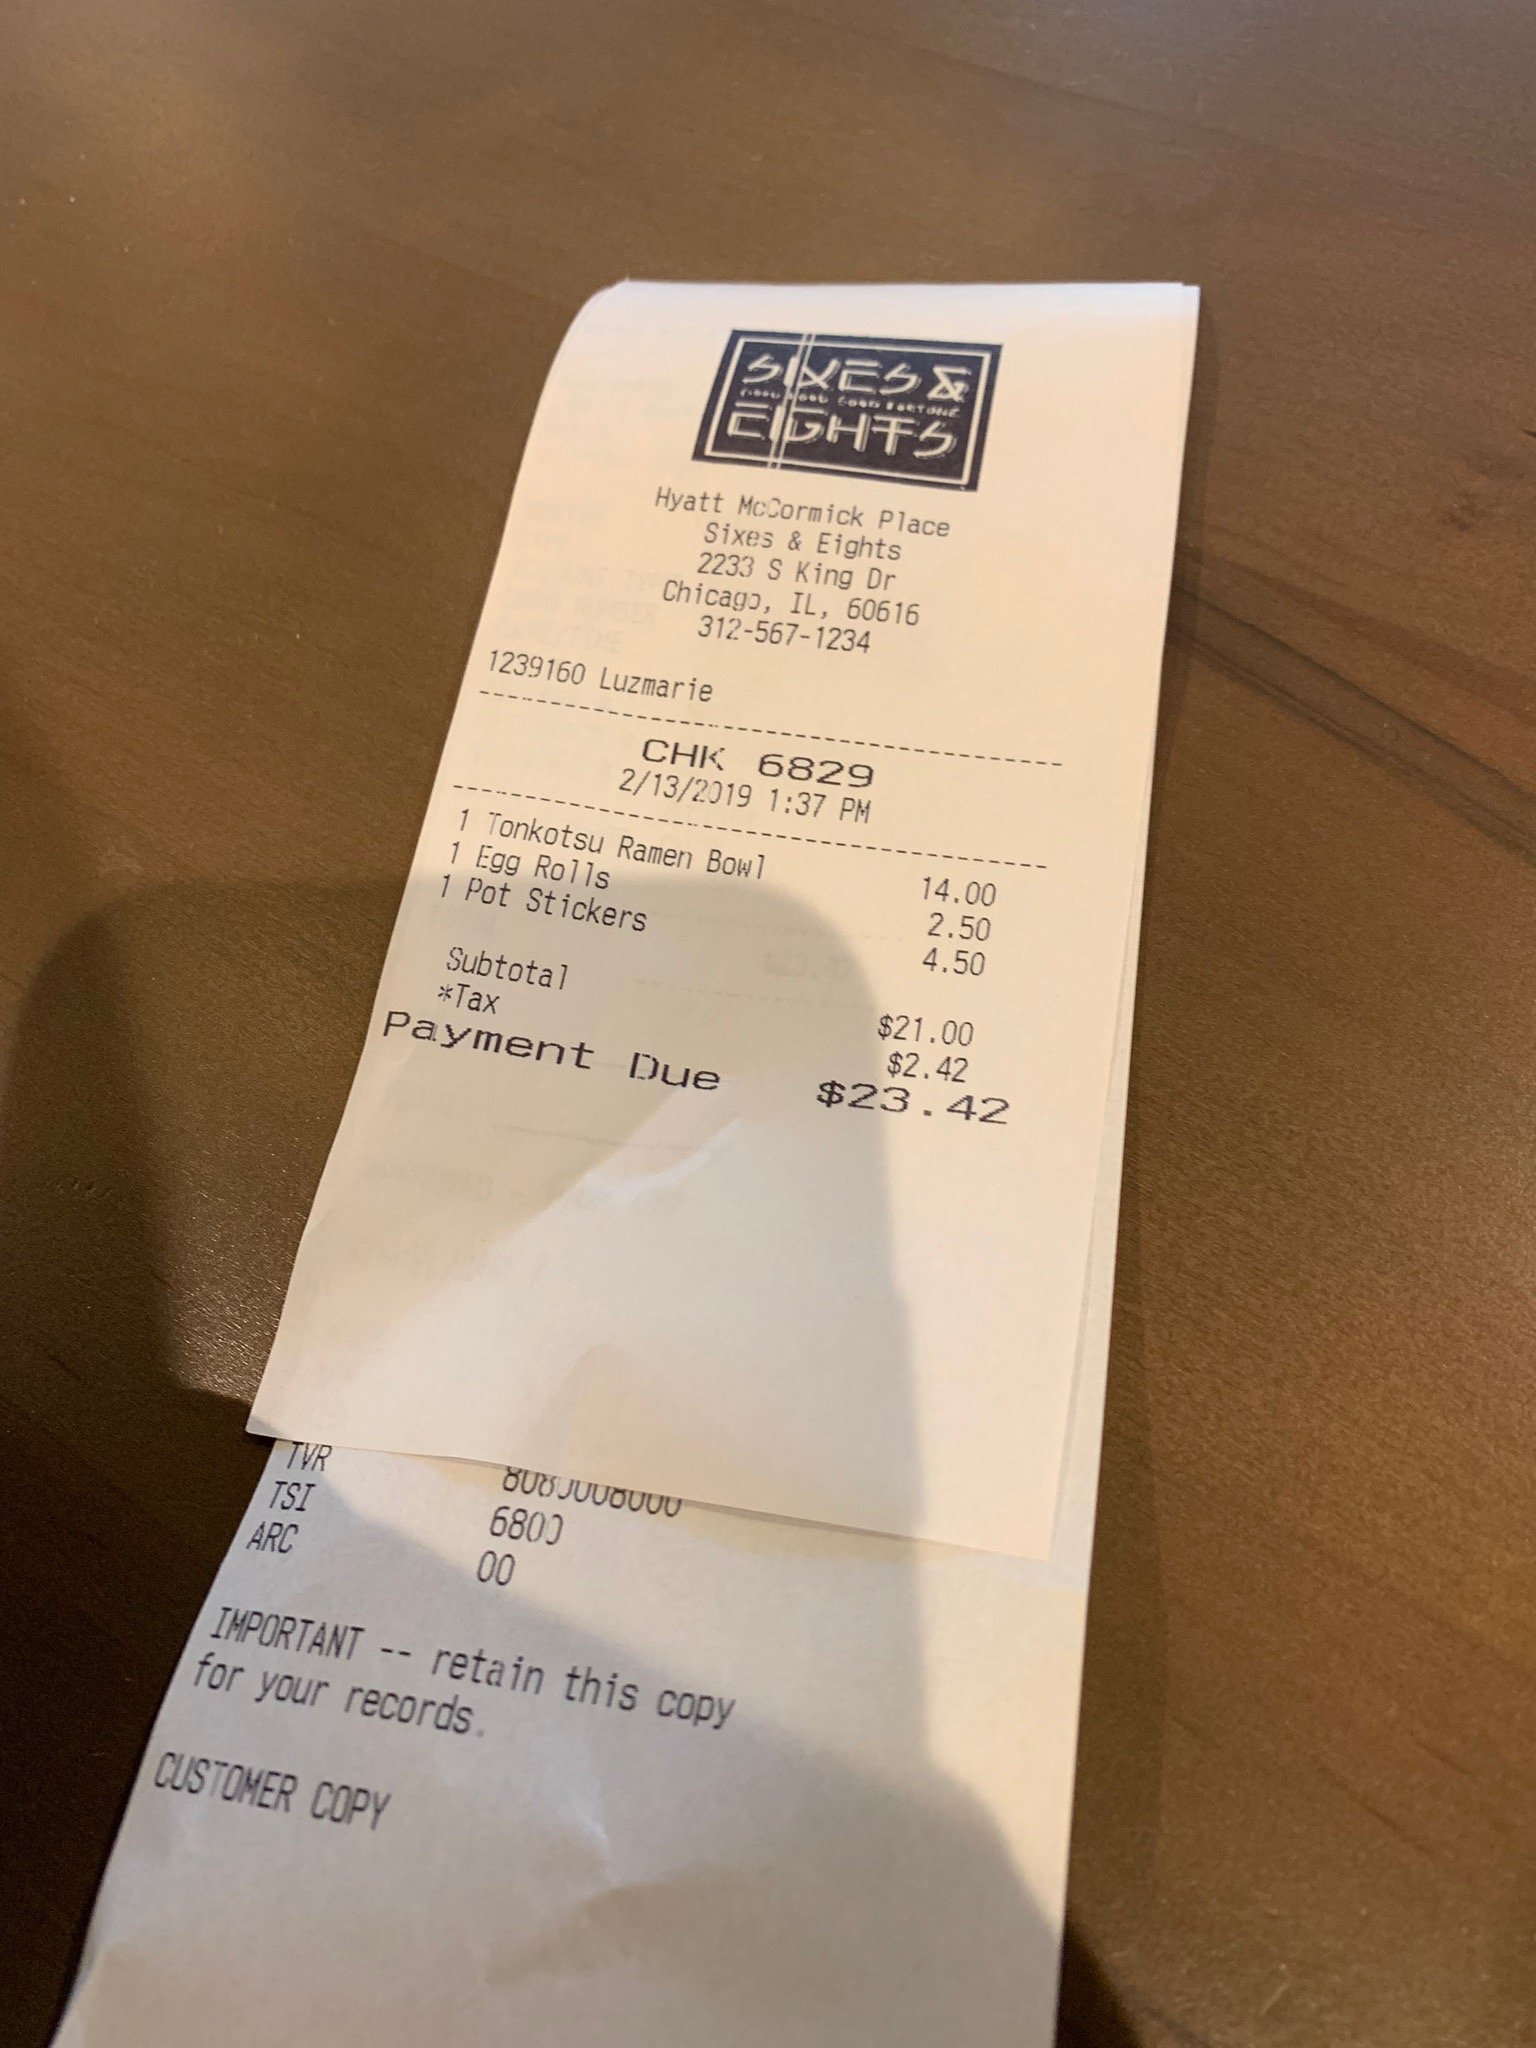 SIXES &
EIGHTS
Hyatt McCormick Place
Sixes & Eights
2233 S King Dr
Chicago, IL, 60616
312-567-1234
1239160 Luzmarie
CHK 6829
2/13/2019 1:37 PM
1 Tonkotsu Ramen Bowl 14.00
1 Egg Rolls 2.50
1 Pot Stickers 4.50
Subtotal $21.00
*Tax $2.42
Payment Due $23.42
TVR 8080008000
TSI 6800
ARC 00
IMPORTANT -- retain this copy
for your records.
CUSTOMER COPY